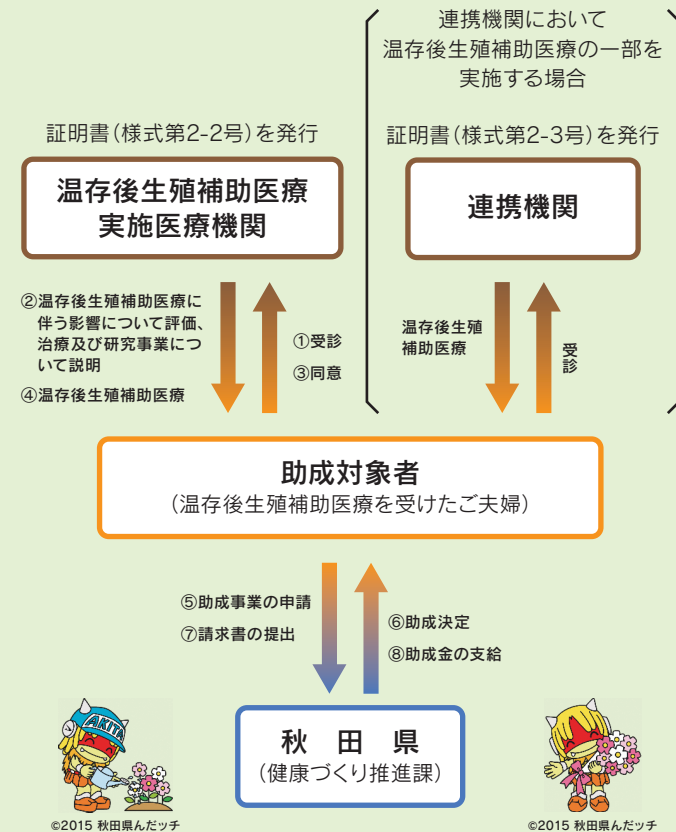 連携機関において
温存後生殖補助医療の一部を
実施する場合
証明書(様式第2-2号)を発行
証明書(様式第2-3号)を発行
温存後生殖補助医療
実施医療機関
連携機関
②温存後生殖補助医療に
伴う影響について評価、
治療及び研究事業につ
いて説明
④温存後生殖補助医療
①受診
③同意
温存後生殖
補助医療
受診
助成対象者
(温存後生殖補助医療を受けたご夫婦)
⑤助成事業の申請
⑦請求書の提出
⑥助成決定
⑧助成金の支給
秋 田 県
(健康づくり推進課)
AKITA
©2015 秋田県んだッチ
©2015 秋田県んだッチ